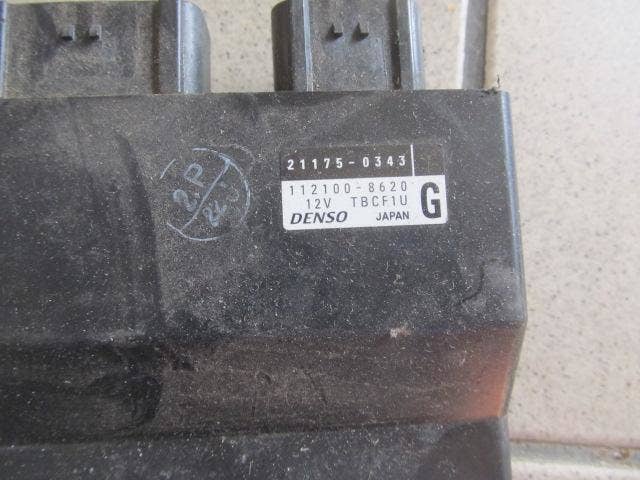 21175-0343
112100-8620
12V TBCF1U
DENSO JAPAN G
2P